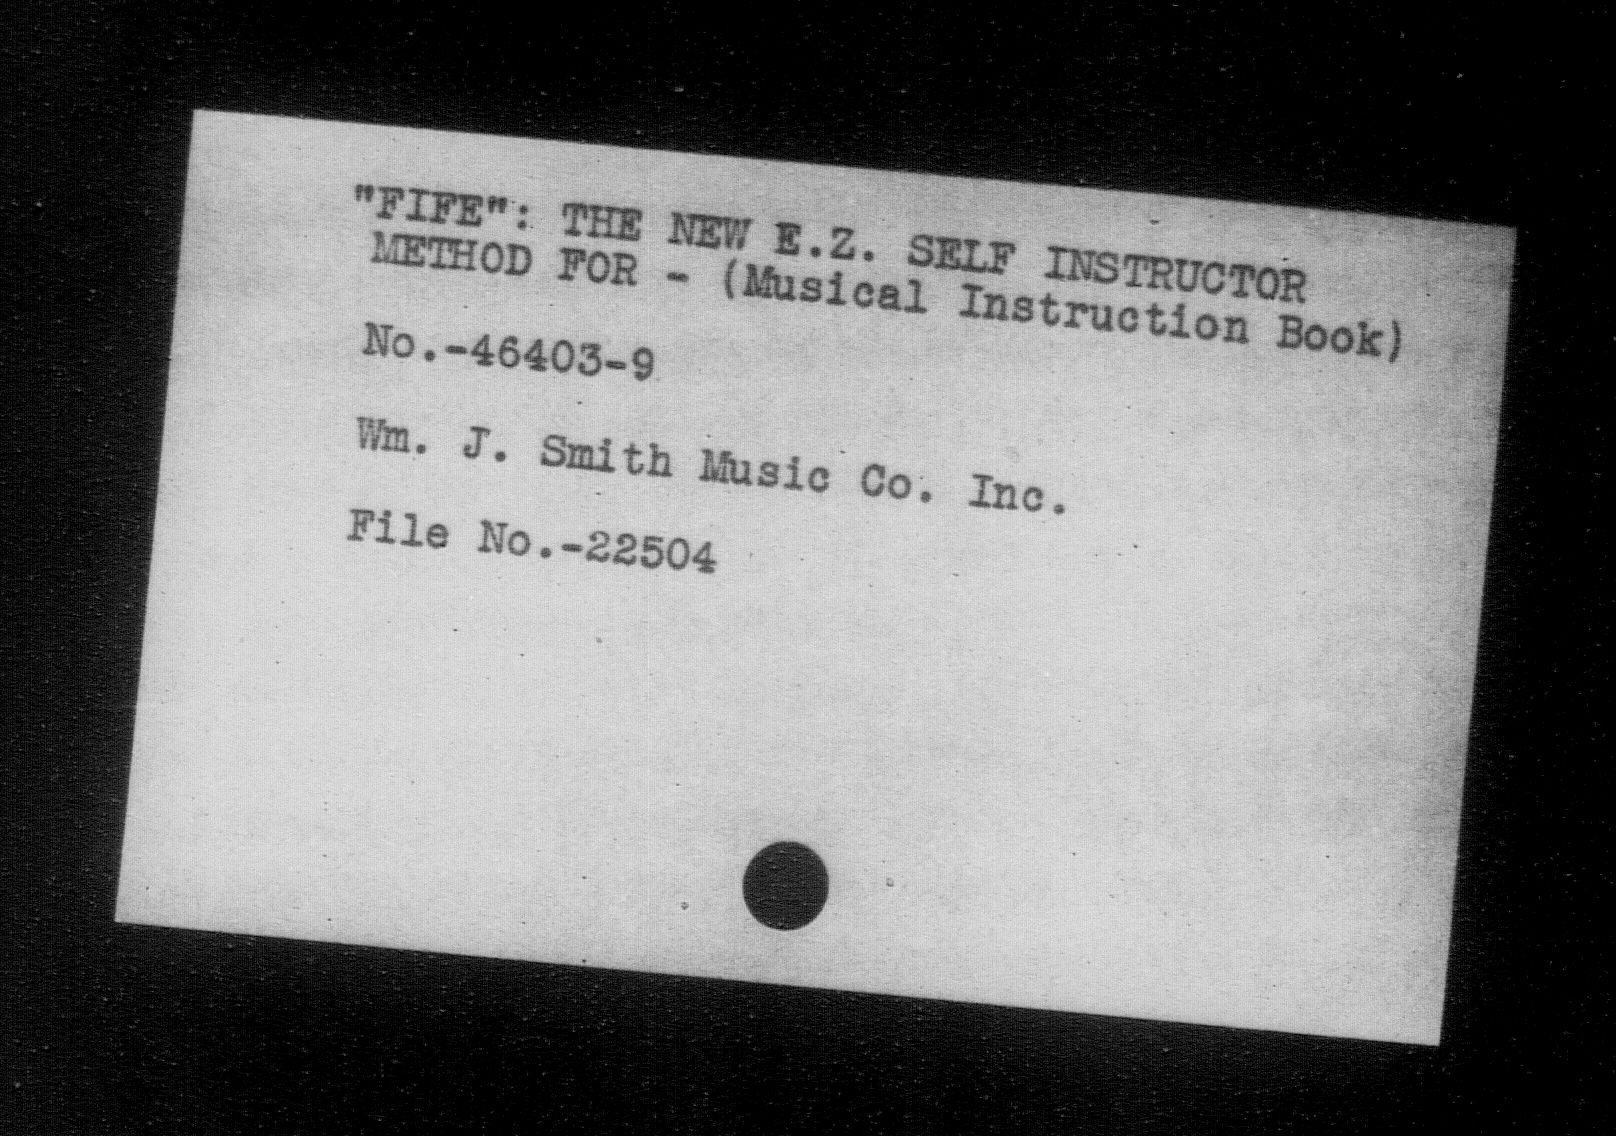 "FIFE": THE NEW E.Z. SELF INSTRUCTOR
METHOD FOR - (Musical Instruction Book)
No.-46403-9
Wm. J. Smith Music Co. Inc.
File No.-22504